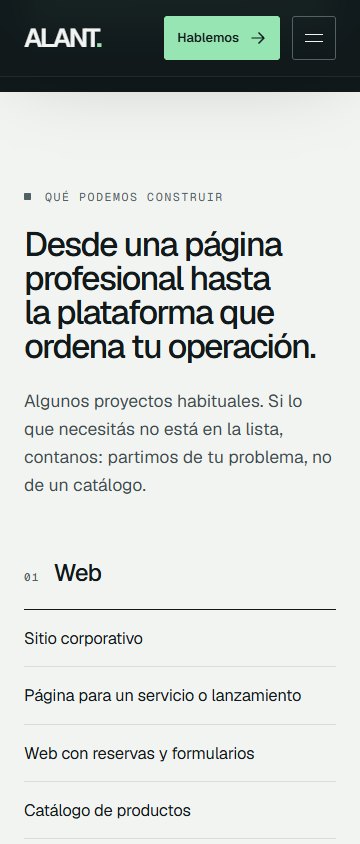 ALANT.
Hablemos
QUÉ PODEMOS CONSTRUIR
Desde una página
profesional hasta
la plataforma que
ordena tu operación.
Algunos proyectos habituales. Si lo
que necesitás no está en la lista,
contanos: partimos de tu problema, no
de un catálogo.
01 Web
Sitio corporativo
Página para un servicio o lanzamiento
Web con reservas y formularios
Catálogo de productos